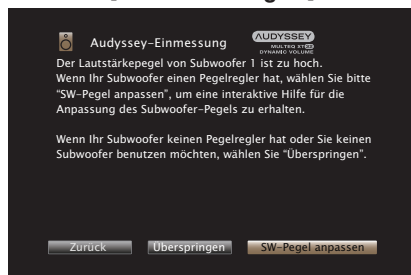 Audyssey-Einmessung
AUDYSSEY
MULTEQ XT32
DYNAMIC VOLUME
Der Lautstärkepegel von Subwoofer 1 ist zu hoch.
Wenn Ihr Subwoofer einen Pegelregler hat, wählen Sie bitte
“SW-Pegel anpassen”, um eine interaktive Hilfe für die
Anpassung des Subwoofer-Pegels zu erhalten.
Wenn Ihr Subwoofer keinen Pegelregler hat oder Sie keinen
Subwoofer benutzen möchten, wählen Sie “Überspringen”.
Zurück Überspringen SW-Pegel anpassen